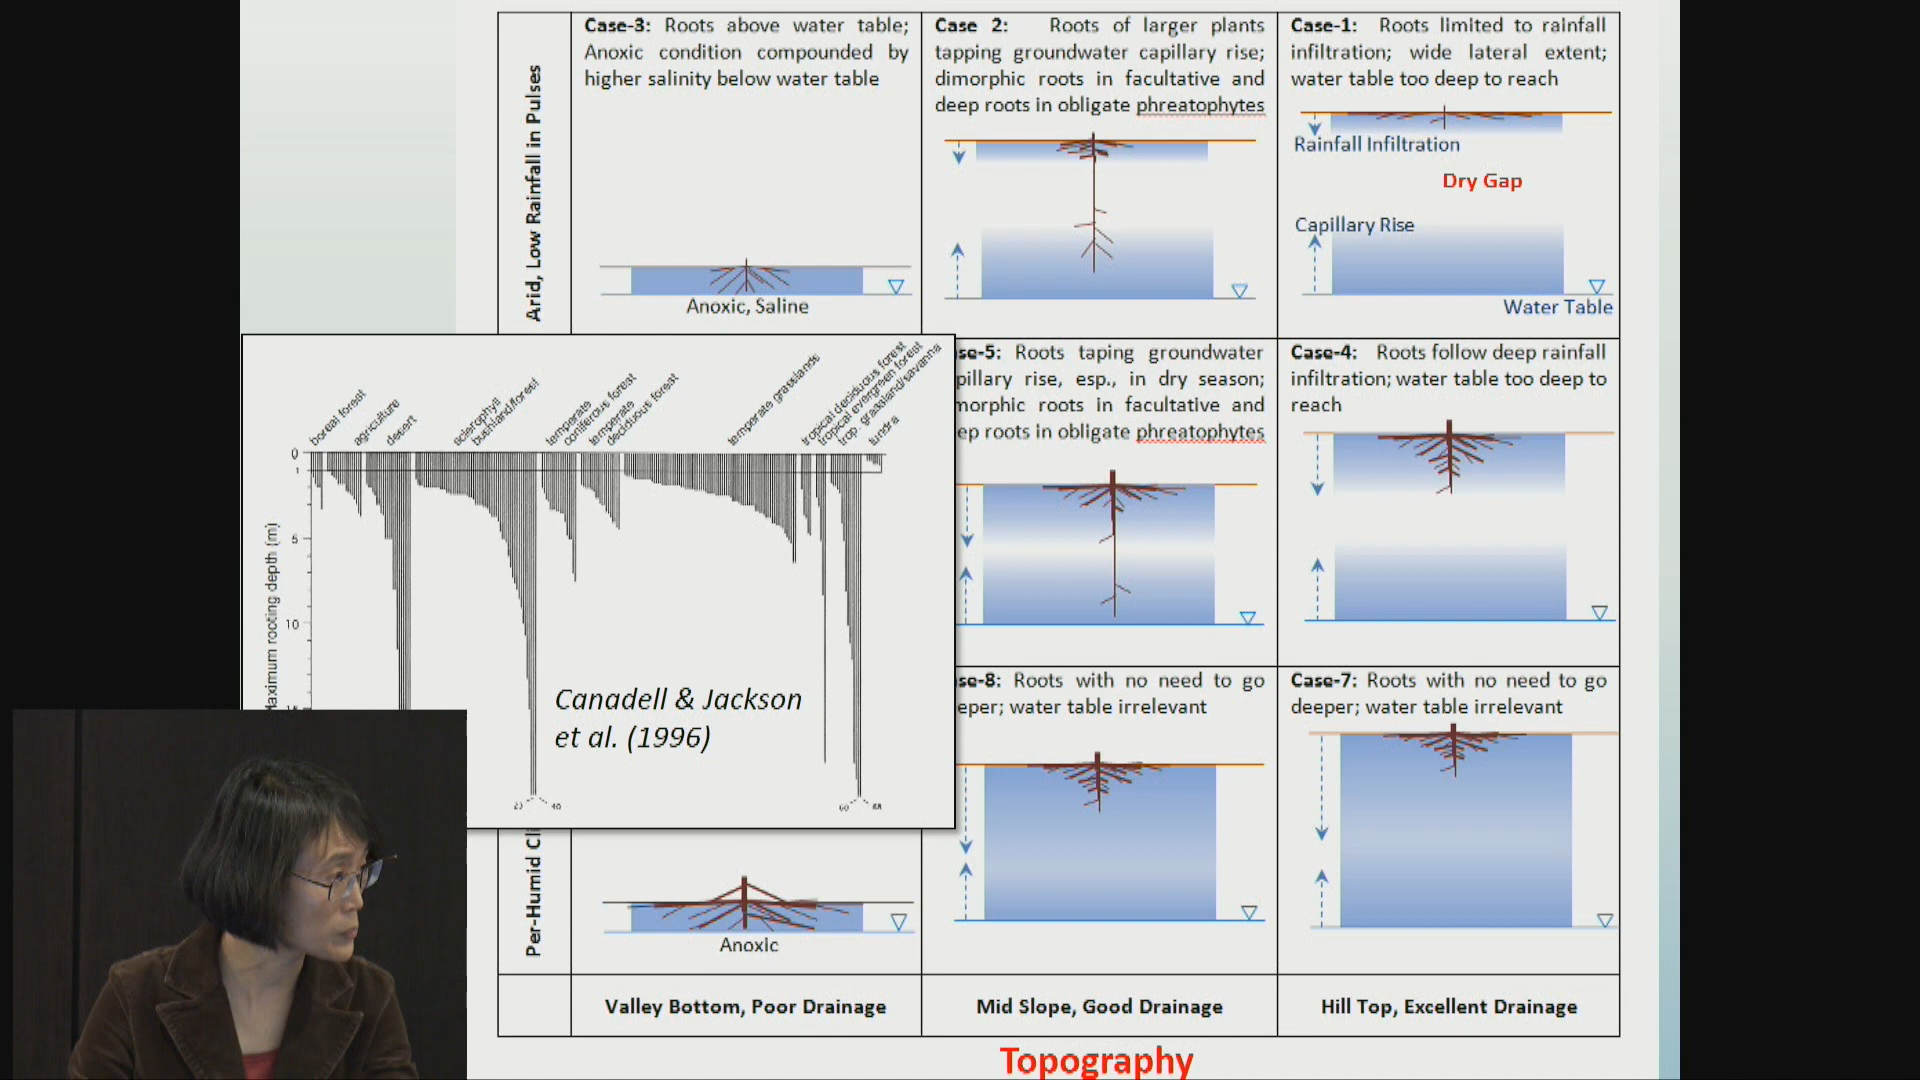 Case-3: Roots above water table;
Anoxic condition compounded by
higher salinity below water table
Case 2: Roots of larger plants
tapping groundwater capillary rise;
dimorphic roots in facultative and
deep roots in obligate phreatophytes
Case-1: Roots limited to rainfall
infiltration; wide lateral extent;
water table too deep to reach
Arid, Low Rainfall in Pulses
Rainfall Infiltration
Dry Gap
Capillary Rise
Water Table
Anoxic, Saline
se-5: Roots taping groundwater
pillary rise, esp., in dry season;
morphic roots in facultative and
ep roots in obligate phreatophytes
Case-4: Roots follow deep rainfall
infiltration; water table too deep to
reach
boreal forest
agriculture
desert
sclerophyll
bushland/forest
temperate
coniferous forest
temperate
deciduous forest
temperate grasslands
tropical deciduous forest
tropical evergreen forest
trop. grassland/savanna
tundra
0
1
5
10
Maximum rooting depth (m)
Canadell & Jackson
et al. (1996)
40
60
68
se-8: Roots with no need to go
eper; water table irrelevant
Case-7: Roots with no need to go
deeper; water table irrelevant
Per-Humid Cli
Anoxic
Valley Bottom, Poor Drainage
Mid Slope, Good Drainage
Hill Top, Excellent Drainage
Topography